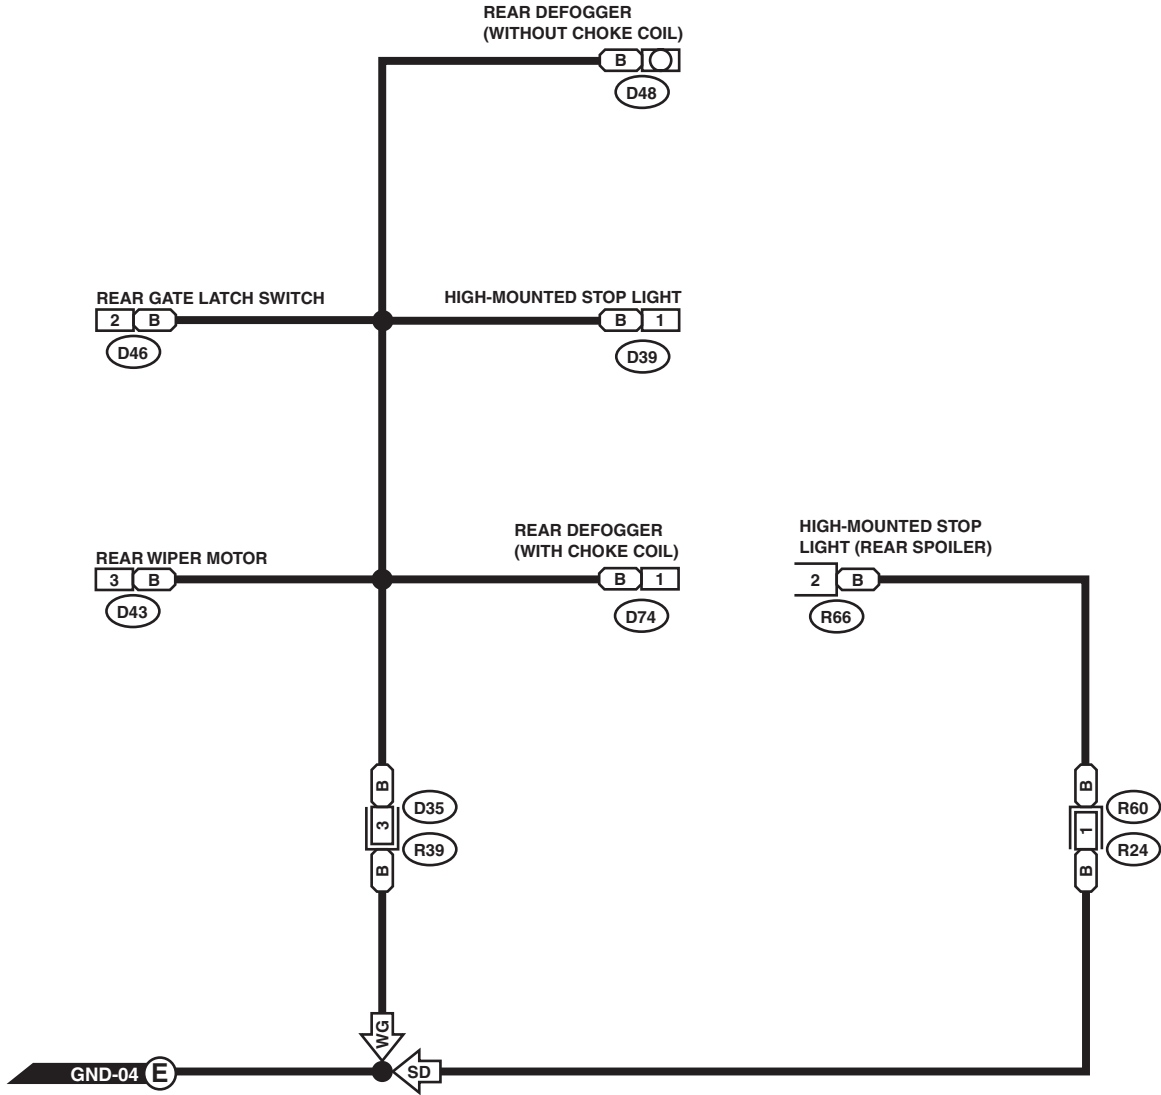 REAR DEFOGGER
(WITHOUT CHOKE COIL)
B
D48
REAR GATE LATCH SWITCH
2 B
D46
HIGH-MOUNTED STOP LIGHT
B 1
D39
REAR WIPER MOTOR
3 B
D43
REAR DEFOGGER
(WITH CHOKE COIL)
B 1
D74
HIGH-MOUNTED STOP
LIGHT (REAR SPOILER)
2 B
R66
B
D35
3
R39
B
B
R60
1
R24
B
WG
GND-04 E
SD